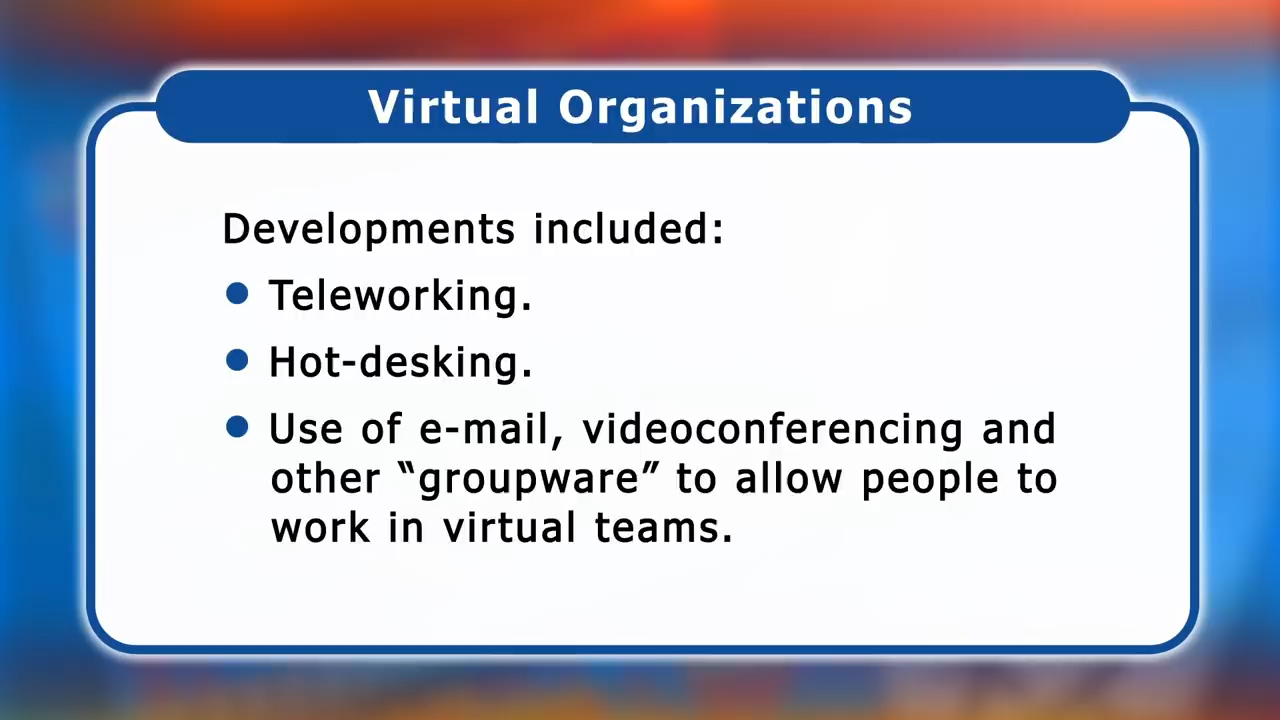 Virtual Organizations
Developments included:
● Teleworking.
● Hot-desking.
● Use of e-mail, videoconferencing and
other “groupware” to allow people to
work in virtual teams.